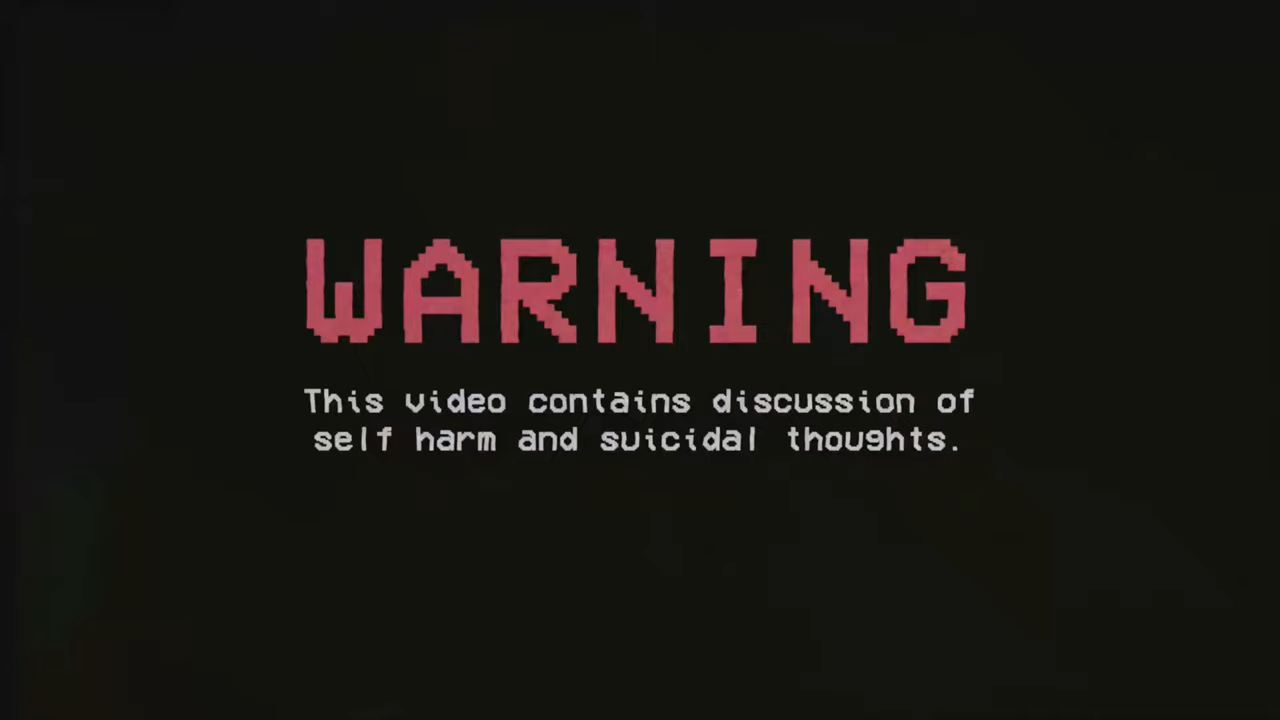 WARNING
This video contains discussion of
self harm and suicidal thoughts.